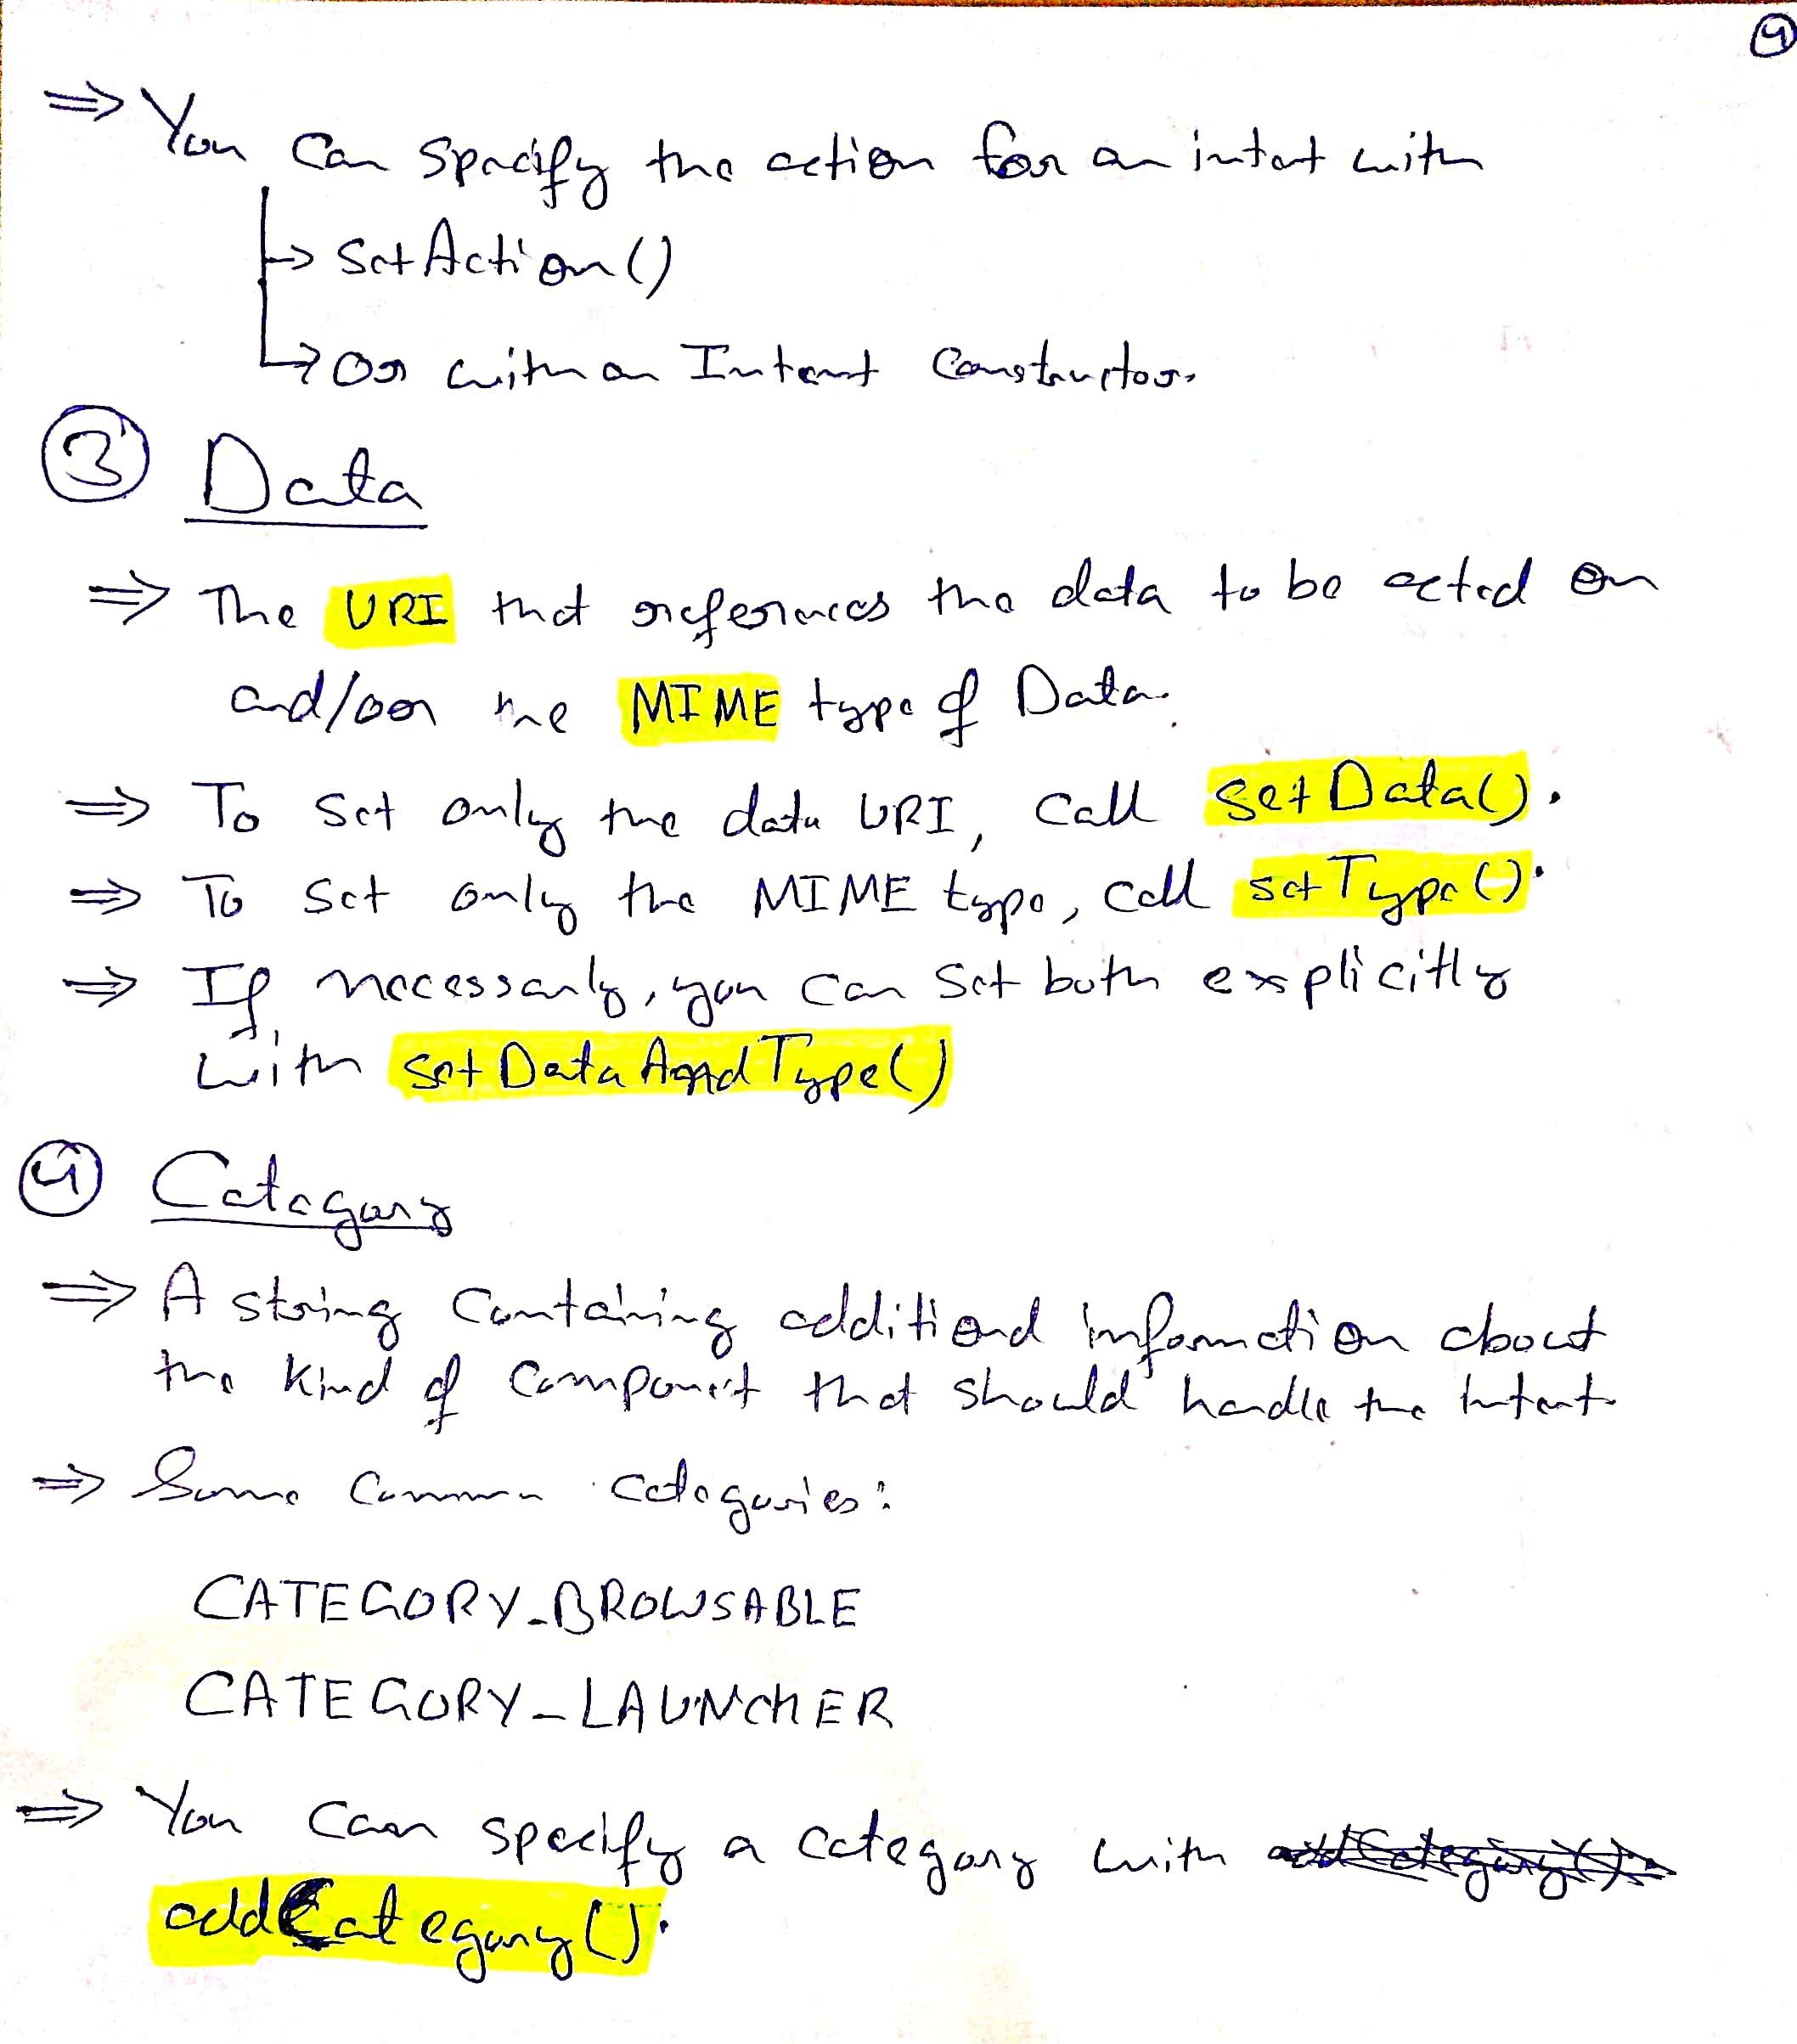 ④
⇒ You can specify the action for an intent with
↳ setAction()
↳ Or with an Intent Constructor.
③ Data
⇒ The URI that references the data to be acted on
and/or the MIME type of Data.
⇒ To set only the data URI, call setData().
⇒ To set only the MIME type, call setType().
⇒ If necessarly, you can set both explicitly
with setDataAndType()
④ Category
⇒ A string containing additional information about
the kind of component that should handle the Intent.
⇒ Some common categories:
CATEGORY_BROWSABLE
CATEGORY_LAUNCHER
⇒ You can specify a category with addCategory().
addCategory().